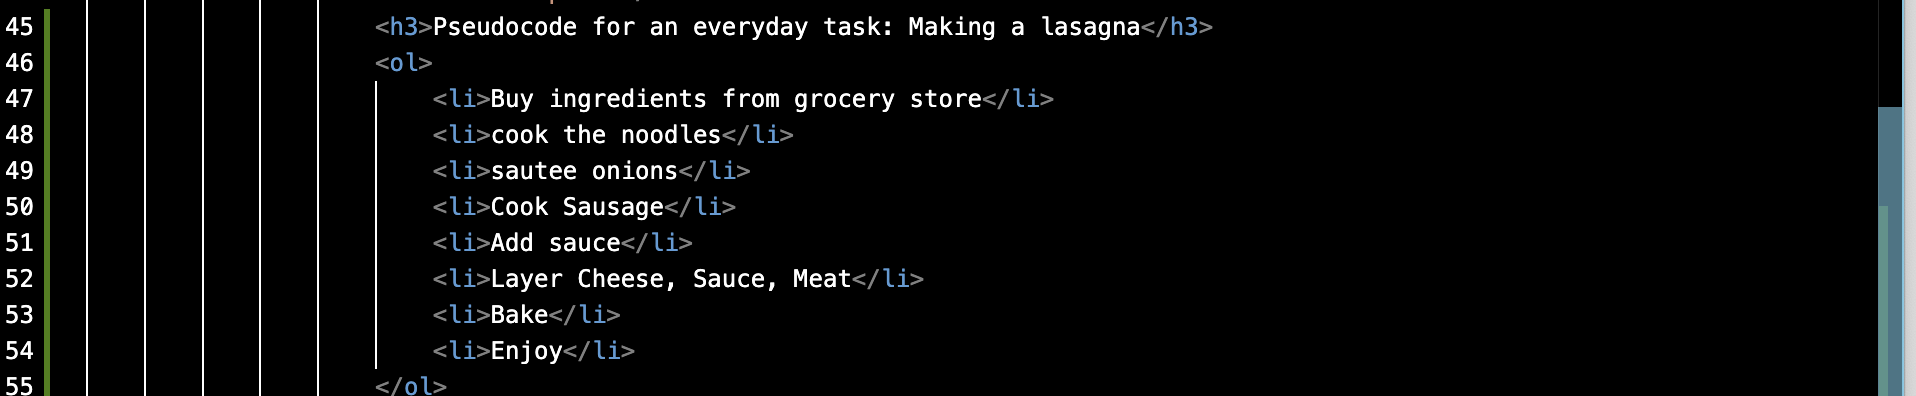 45 <h3>Pseudocode for an everyday task: Making a lasagna</h3>
46 <ol>
47 <li>Buy ingredients from grocery store</li>
48 <li>cook the noodles</li>
49 <li>sautee onions</li>
50 <li>Cook Sausage</li>
51 <li>Add sauce</li>
52 <li>Layer Cheese, Sauce, Meat</li>
53 <li>Bake</li>
54 <li>Enjoy</li>
55 </ol>